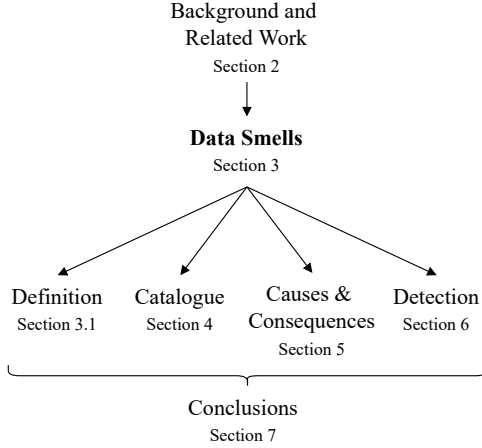 Background and
Related Work
Section 2
Data Smells
Section 3
Definition
Section 3.1
Catalogue
Section 4
Causes &
Consequences
Section 5
Detection
Section 6
Conclusions
Section 7